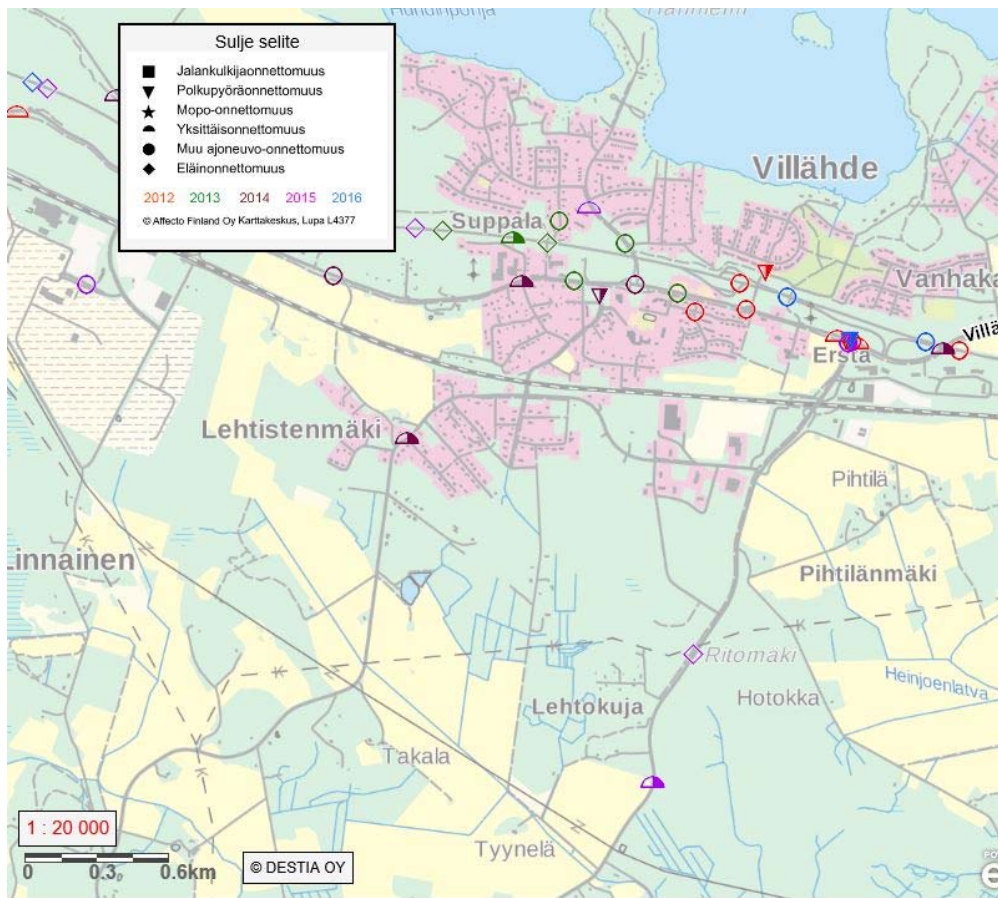 Sulje selite
Jalankulkijaonnettomuus
Polkupyöräonnettomuus
Mopo-onnettomuus
Yksittäisonnettomuus
Muu ajoneuvo-onnettomuus
Eläinonnettomuus
2012 2013 2014 2015 2016
© Affecto Finland Oy Karttakeskus, Lupa L4377
Villähde
Suppala
Vanhaka
Villä
Erstä
Lehtistenmäki
Pihtilä
Linnainen
Pihtilänmäki
Ritomäki
Heinjoenlatva
Hotokka
Lehtokuja
Takala
Tyynelä
1 : 20 000
0 0.3 0.6km
© DESTIA OY